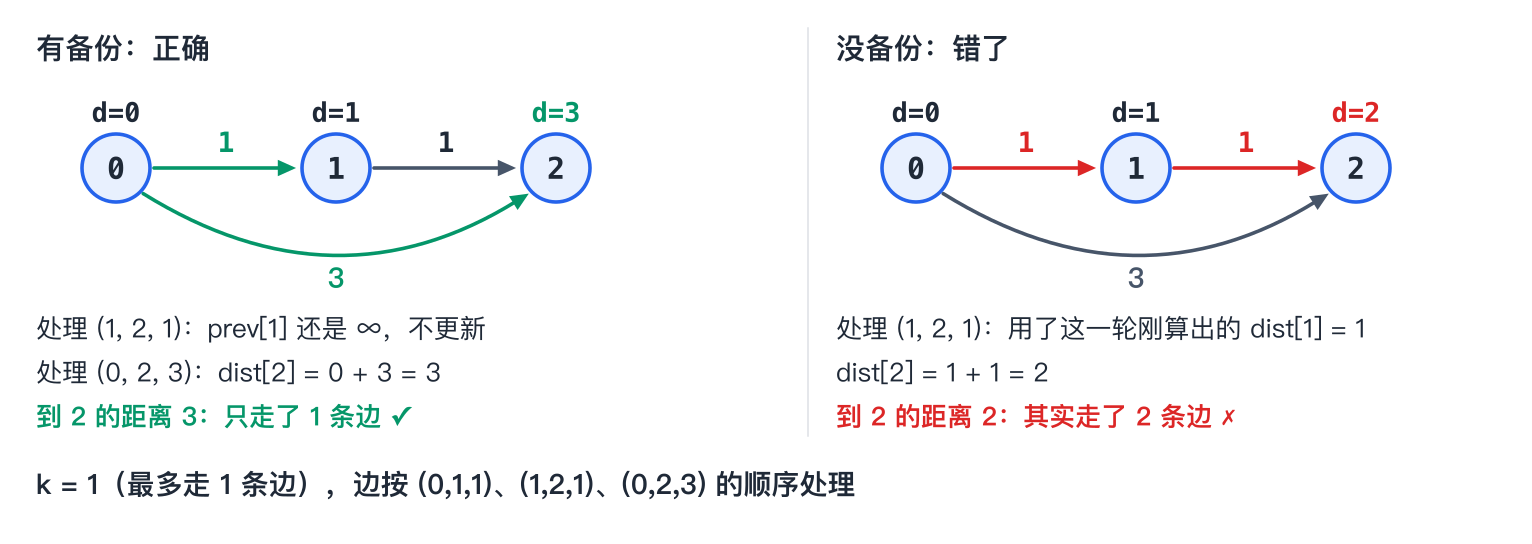 有备份：正确
d=0
d=1
d=3
1
1
0
1
2
3
处理 (1, 2, 1)：prev[1] 还是 ∞，不更新
处理 (0, 2, 3)：dist[2] = 0 + 3 = 3
到 2 的距离 3：只走了 1 条边 ✓
没备份：错了
d=0
d=1
d=2
1
1
0
1
2
3
处理 (1, 2, 1)：用了这一轮刚算出的 dist[1] = 1
dist[2] = 1 + 1 = 2
到 2 的距离 2：其实走了 2 条边 ✗
k = 1（最多走 1 条边），边按 (0,1,1)、(1,2,1)、(0,2,3) 的顺序处理